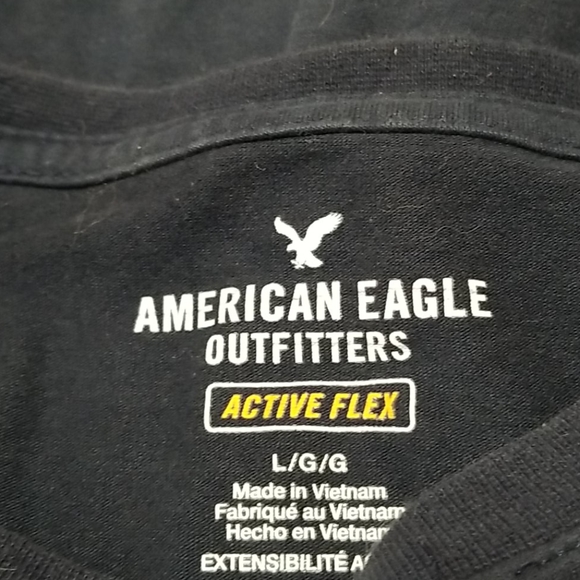 AMERICAN EAGLE
OUTFITTERS
ACTIVE FLEX
L/G/G
Made in Vietnam
Fabriqué au Vietnam
Hecho en Vietnam
EXTENSIBILITÉ